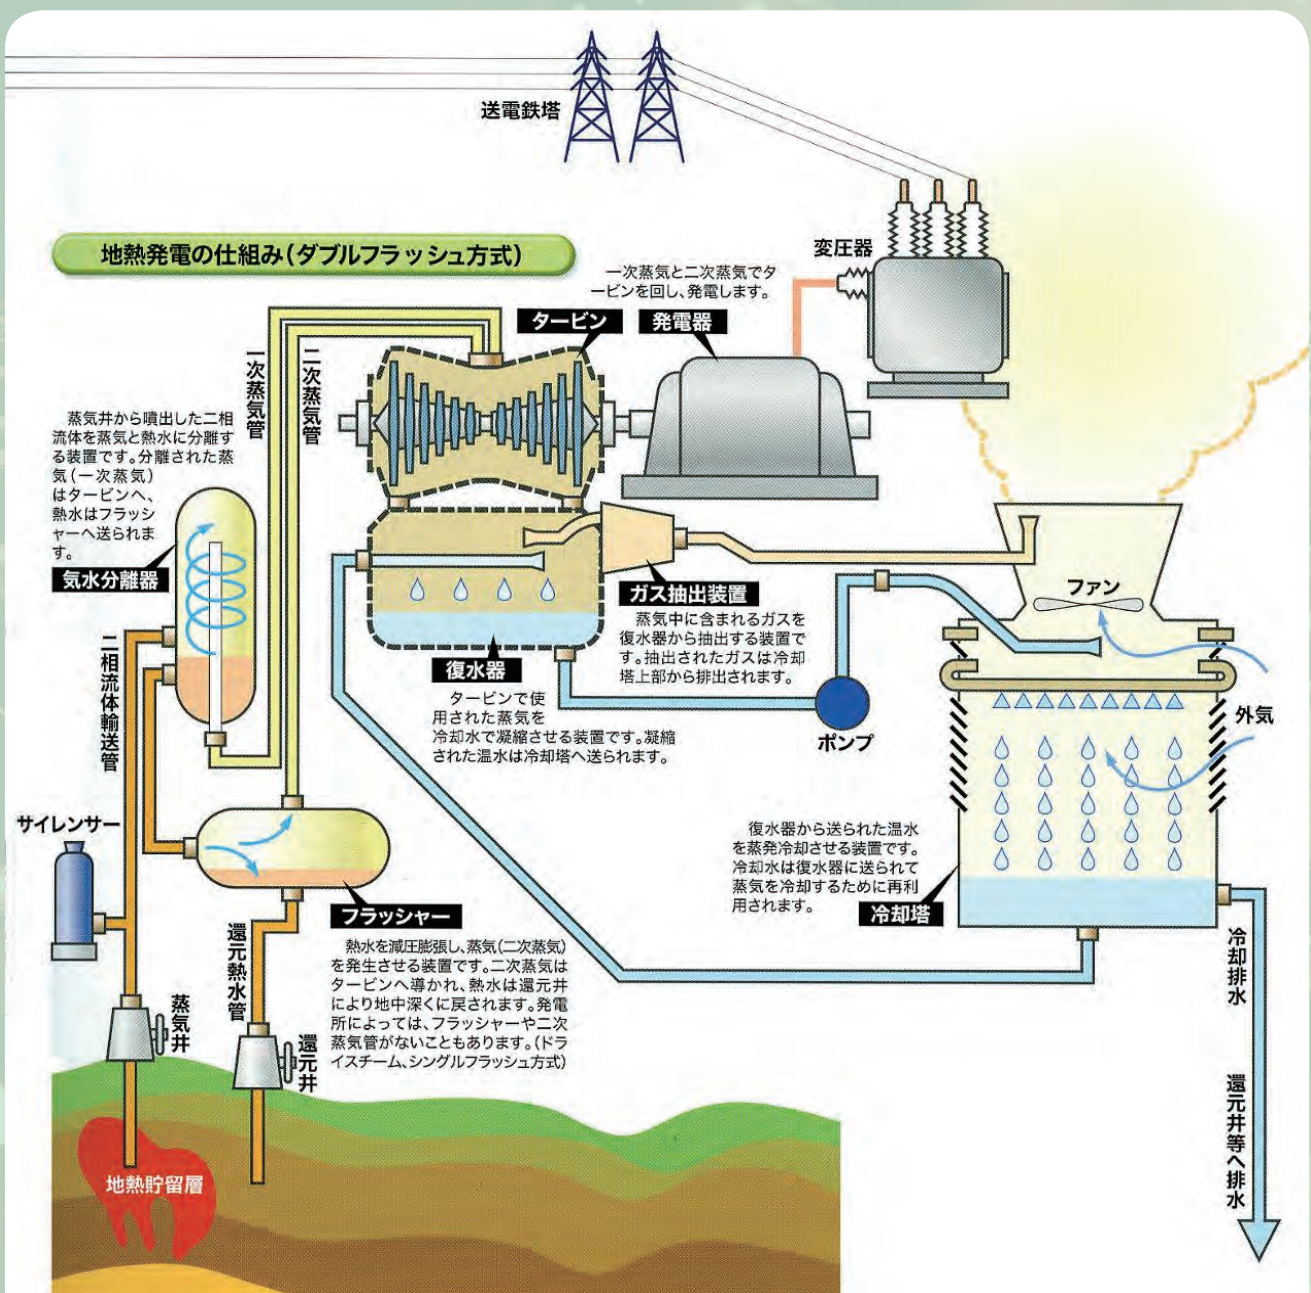 送電鉄塔
変圧器
地熱発電の仕組み(ダブルフラッシュ方式)
一次蒸気と二次蒸気でタ
ービンを回し、発電します。
タービン
発電器
一次蒸気管
二次蒸気管
蒸気井から噴出した二相
流体を蒸気と熱水に分離す
る装置です。分離された蒸
気(一次蒸気)
はタービンへ、
熱水はフラッシ
ャーへ送られま
す。
気水分離器
ガス抽出装置
蒸気中に含まれるガスを
復水器から抽出する装置で
す。抽出されたガスは冷却
塔上部から排出されます。
ファン
復水器
タービンで使
用された蒸気を
冷却水で凝縮させる装置です。凝縮
された温水は冷却塔へ送られます。
二相流体輸送管
ポンプ
外気
サイレンサー
復水器から送られた温水
を蒸発冷却させる装置です。
冷却水は復水器に送られて
蒸気を冷却するために再利
用されます。
冷却塔
フラッシャー
熱水を減圧膨張し、蒸気(二次蒸気)
を発生させる装置です。二次蒸気は
タービンへ導かれ、熱水は還元井
により地中深くに戻されます。発電
所によっては、フラッシャーや二次
蒸気管がないこともあります。(ドラ
イスチーム、シングルフラッシュ方式)
還元熱水管
冷却排水
蒸気井
還元井
還元井等へ排水
地熱貯留層